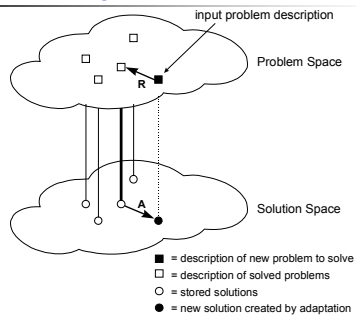 input problem description
Problem Space
R
A
Solution Space
= description of new problem to solve
= description of solved problems
= stored solutions
= new solution created by adaptation